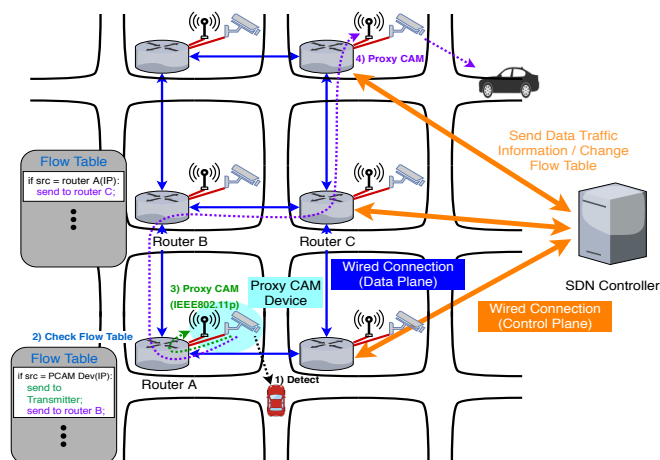 4) Proxy CAM
Flow Table
if src = router A(IP):
send to router C;
Send Data Traffic
Information / Change
Flow Table
Router B
Router C
SDN Controller
3) Proxy CAM
(IEEE802.11p)
Proxy CAM
Device
Wired Connection
(Data Plane)
Wired Connection
(Control Plane)
2) Check Flow Table
Flow Table
if src = PCAM Dev(IP):
send to
Transmitter;
send to router B;
Router A
1) Detect